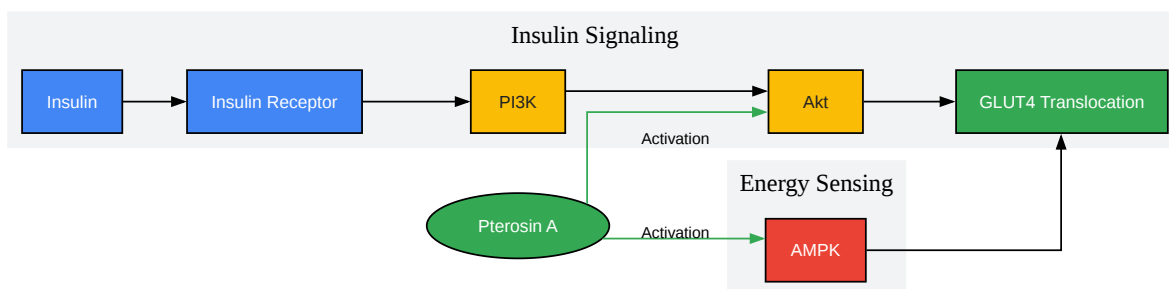 Insulin Signaling
Insulin
Insulin Receptor
PI3K
Akt
GLUT4 Translocation
Activation
Energy Sensing
Pterosin A
Activation
AMPK